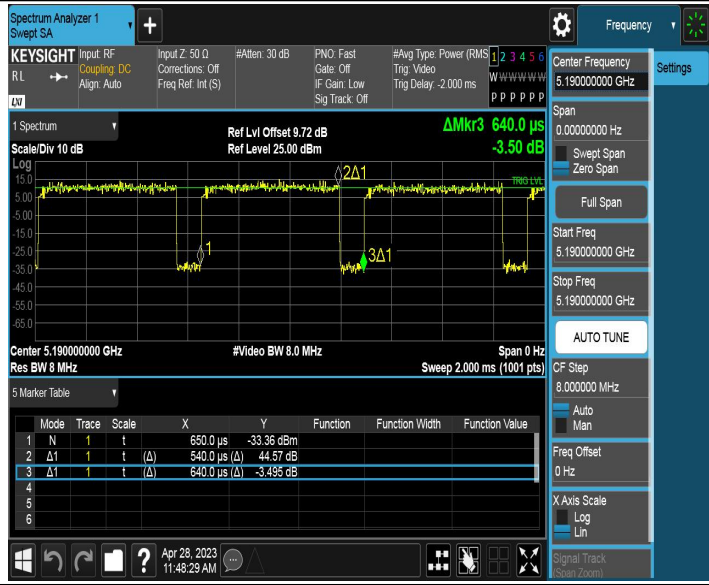 Spectrum Analyzer 1
Swept SA
Frequency
KEYSIGHT
RL
LXI
Input: RF
Coupling: DC
Align: Auto
Input Z: 50 Ω
Corrections: Off
Freq Ref: Int (S)
#Atten: 30 dB
PNO: Fast
Gate: Off
IF Gain: Low
Sig Track: Off
#Avg Type: Power (RMS
Trig: Video
Trig Delay: -2.000 ms
1 2 3 4 5 6
W W W W W W
P P P P P P
1 Spectrum
Scale/Div 10 dB
Ref Lvl Offset 9.72 dB
Ref Level 25.00 dBm
ΔMkr3 640.0 µs
-3.50 dB
Log
15.0
5.00
-5.00
-15.0
-25.0
-35.0
-45.0
-55.0
-65.0
2Δ1
TRIG LVL
1
3Δ1
Center 5.190000000 GHz
Res BW 8 MHz
#Video BW 8.0 MHz
Span 0 Hz
Sweep 2.000 ms (1001 pts)
5 Marker Table
Mode Trace Scale X Y Function Function Width Function Value
1 N 1 t 650.0 µs -33.36 dBm
2 Δ1 1 t (Δ) 540.0 µs (Δ) 44.57 dB
3 Δ1 1 t (Δ) 640.0 µs (Δ) -3.495 dB
4
5
6
Apr 28, 2023
11:48:29 AM
Center Frequency
5.190000000 GHz
Settings
Span
0.00000000 Hz
Swept Span
Zero Span
Full Span
Start Freq
5.190000000 GHz
Stop Freq
5.190000000 GHz
AUTO TUNE
CF Step
8.000000 MHz
Auto
Man
Freq Offset
0 Hz
X Axis Scale
Log
Lin
Signal Track
(Span Zoom)